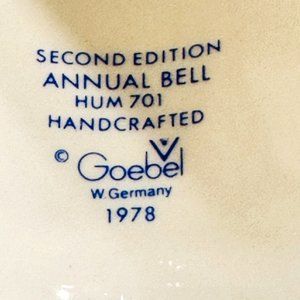 SECOND EDITION
ANNUAL BELL
HUM 701
HANDCRAFTED
© Goebel
W. Germany
1978